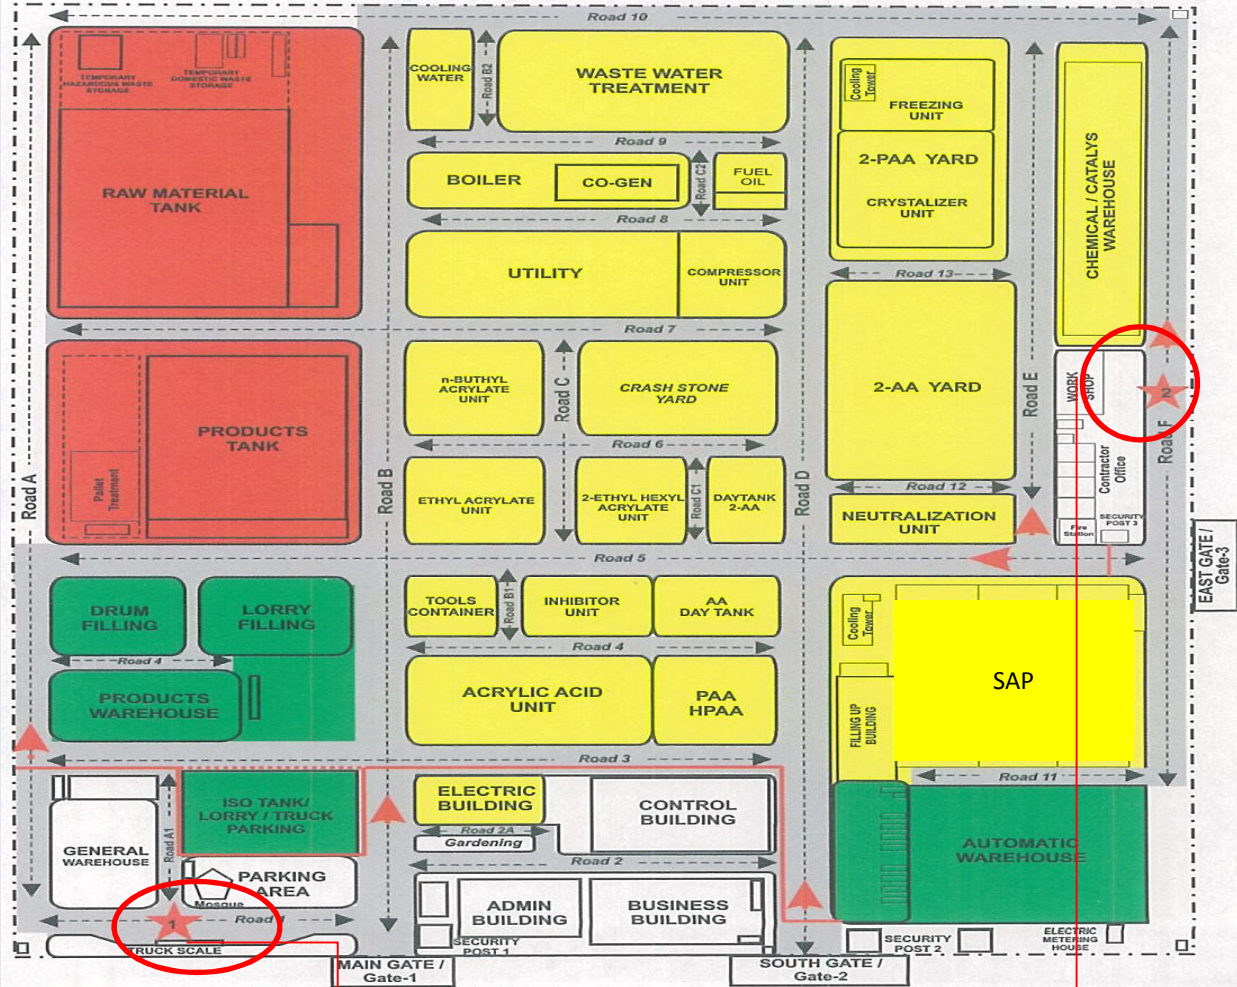 Road 10
TEMPORARY
HAZARDOUS WASTE
STORAGE
TEMPORARY
DOMESTIC WASTE
STORAGE
RAW MATERIAL
TANK
Road A
COOLING
WATER
Road B2
WASTE WATER
TREATMENT
Road 9
BOILER
CO-GEN
Road C2
FUEL
OIL
Road 8
UTILITY
COMPRESSOR
UNIT
Road 7
Cooling
Tower
FREEZING
UNIT
2-PAA YARD
CRYSTALIZER
UNIT
Road 13
CHEMICAL / CATALYS
WAREHOUSE
PRODUCTS
TANK
Pallet
Treatment
Road B
n-BUTHYL
ACRYLATE
UNIT
Road C
CRASH STONE
YARD
Road 6
ETHYL ACRYLATE
UNIT
2-ETHYL HEXYL
ACRYLATE
UNIT
Road C1
DAYTANK
2-AA
Road D
2-AA YARD
Road E
WORK
SHOP
2
Road F
Contractor
Office
Road 12
NEUTRALIZATION
UNIT
Fire
Station
SECURITY
POST 3
Road 5
EAST GATE /
Gate-3
DRUM
FILLING
LORRY
FILLING
Road 4
PRODUCTS
WAREHOUSE
TOOLS
CONTAINER
Road B1
INHIBITOR
UNIT
AA
DAY TANK
Road 4
ACRYLIC ACID
UNIT
PAA
HPAA
Cooling
Tower
SAP
FILLING UP
BUILDING
Road 3
Road 11
GENERAL
WAREHOUSE
Road A1
ISO TANK/
LORRY / TRUCK
PARKING
PARKING
AREA
Mosque
ELECTRIC
BUILDING
Road 2A
Gardening
CONTROL
BUILDING
Road 2
AUTOMATIC
WAREHOUSE
1
Road 1
TRUCK SCALE
ADMIN
BUILDING
BUSINESS
BUILDING
SECURITY
POST 1
SECURITY
POST 2
ELECTRIC
METERING
HOUSE
MAIN GATE /
Gate-1
SOUTH GATE /
Gate-2